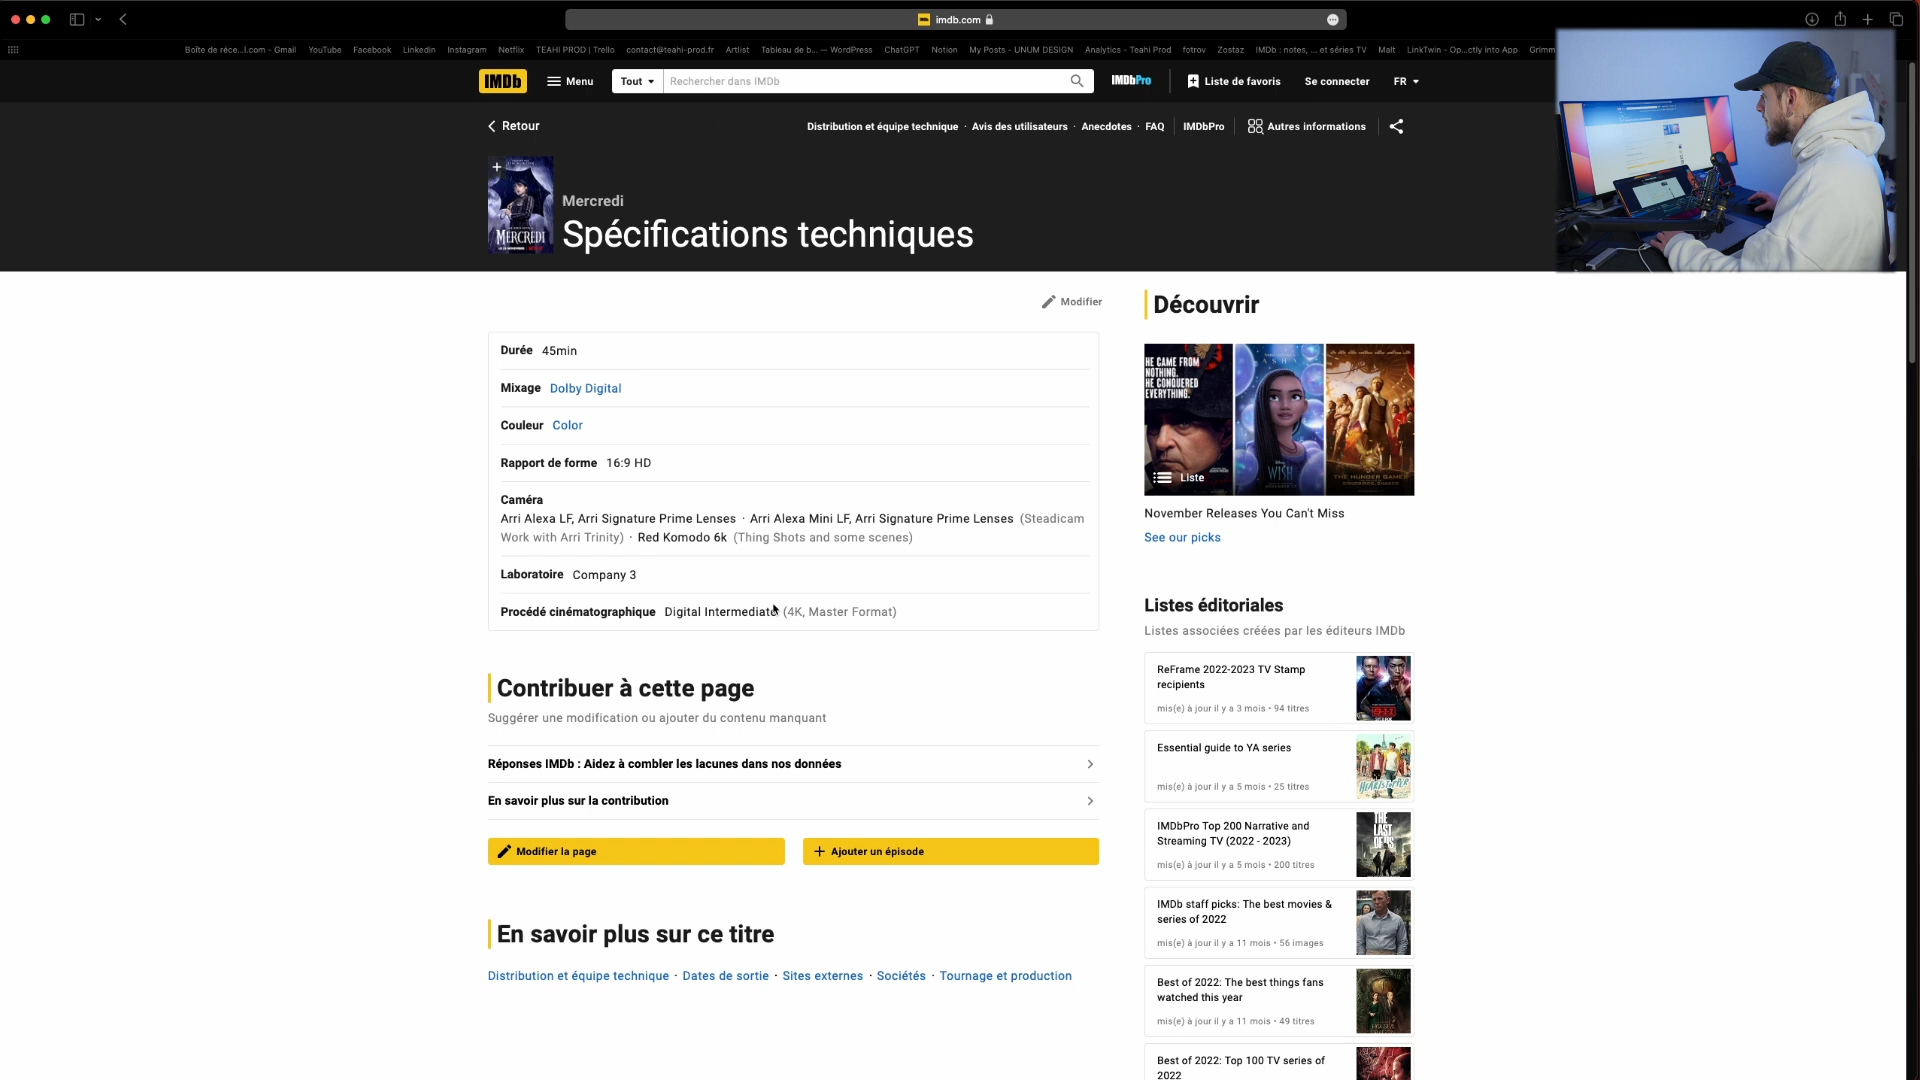 imdb.com
Boîte de réce...l.com - Gmail YouTube Facebook Linkedin Instagram Netflix TEAHI PROD | Trello contact@teahi-prod.fr Artlist Tableau de b... — WordPress ChatGPT Notion My Posts - UNUM DESIGN Analytics - Teahi Prod fotrov Zostaz IMDb : notes, ... et séries TV Malt LinkTwin - Op...ctly into App Grimm
IMDb Menu Tout Rechercher dans IMDb IMDbPro Liste de favoris Se connecter FR
Retour Distribution et équipe technique · Avis des utilisateurs · Anecdotes · FAQ IMDbPro Autres informations
MERCREDI
Mercredi
Spécifications techniques
Modifier
Durée 45min
Mixage Dolby Digital
Couleur Color
Rapport de forme 16:9 HD
Caméra
Arri Alexa LF, Arri Signature Prime Lenses · Arri Alexa Mini LF, Arri Signature Prime Lenses (Steadicam
Work with Arri Trinity) · Red Komodo 6k (Thing Shots and some scenes)
Laboratoire Company 3
Procédé cinématographique Digital Intermediate (4K, Master Format)
Contribuer à cette page
Suggérer une modification ou ajouter du contenu manquant
Réponses IMDb : Aidez à combler les lacunes dans nos données
En savoir plus sur la contribution
Modifier la page
Ajouter un épisode
En savoir plus sur ce titre
Distribution et équipe technique · Dates de sortie · Sites externes · Sociétés · Tournage et production
Découvrir
HE CAME FROM
NOTHING.
HE CONQUERED
EVERYTHING.
WISH
THE HUNGER GAMES
Liste
November Releases You Can't Miss
See our picks
Listes éditoriales
Listes associées créées par les éditeurs IMDb
ReFrame 2022-2023 TV Stamp
recipients
mis(e) à jour il y a 3 mois • 94 titres
Essential guide to YA series
mis(e) à jour il y a 5 mois • 25 titres
HEARTSTOPPER
IMDbPro Top 200 Narrative and
Streaming TV (2022 - 2023)
mis(e) à jour il y a 5 mois • 200 titres
THE
LAST
OF US
IMDb staff picks: The best movies &
series of 2022
mis(e) à jour il y a 11 mois • 56 images
Best of 2022: The best things fans
watched this year
mis(e) à jour il y a 11 mois • 49 titres
Best of 2022: Top 100 TV series of
2022